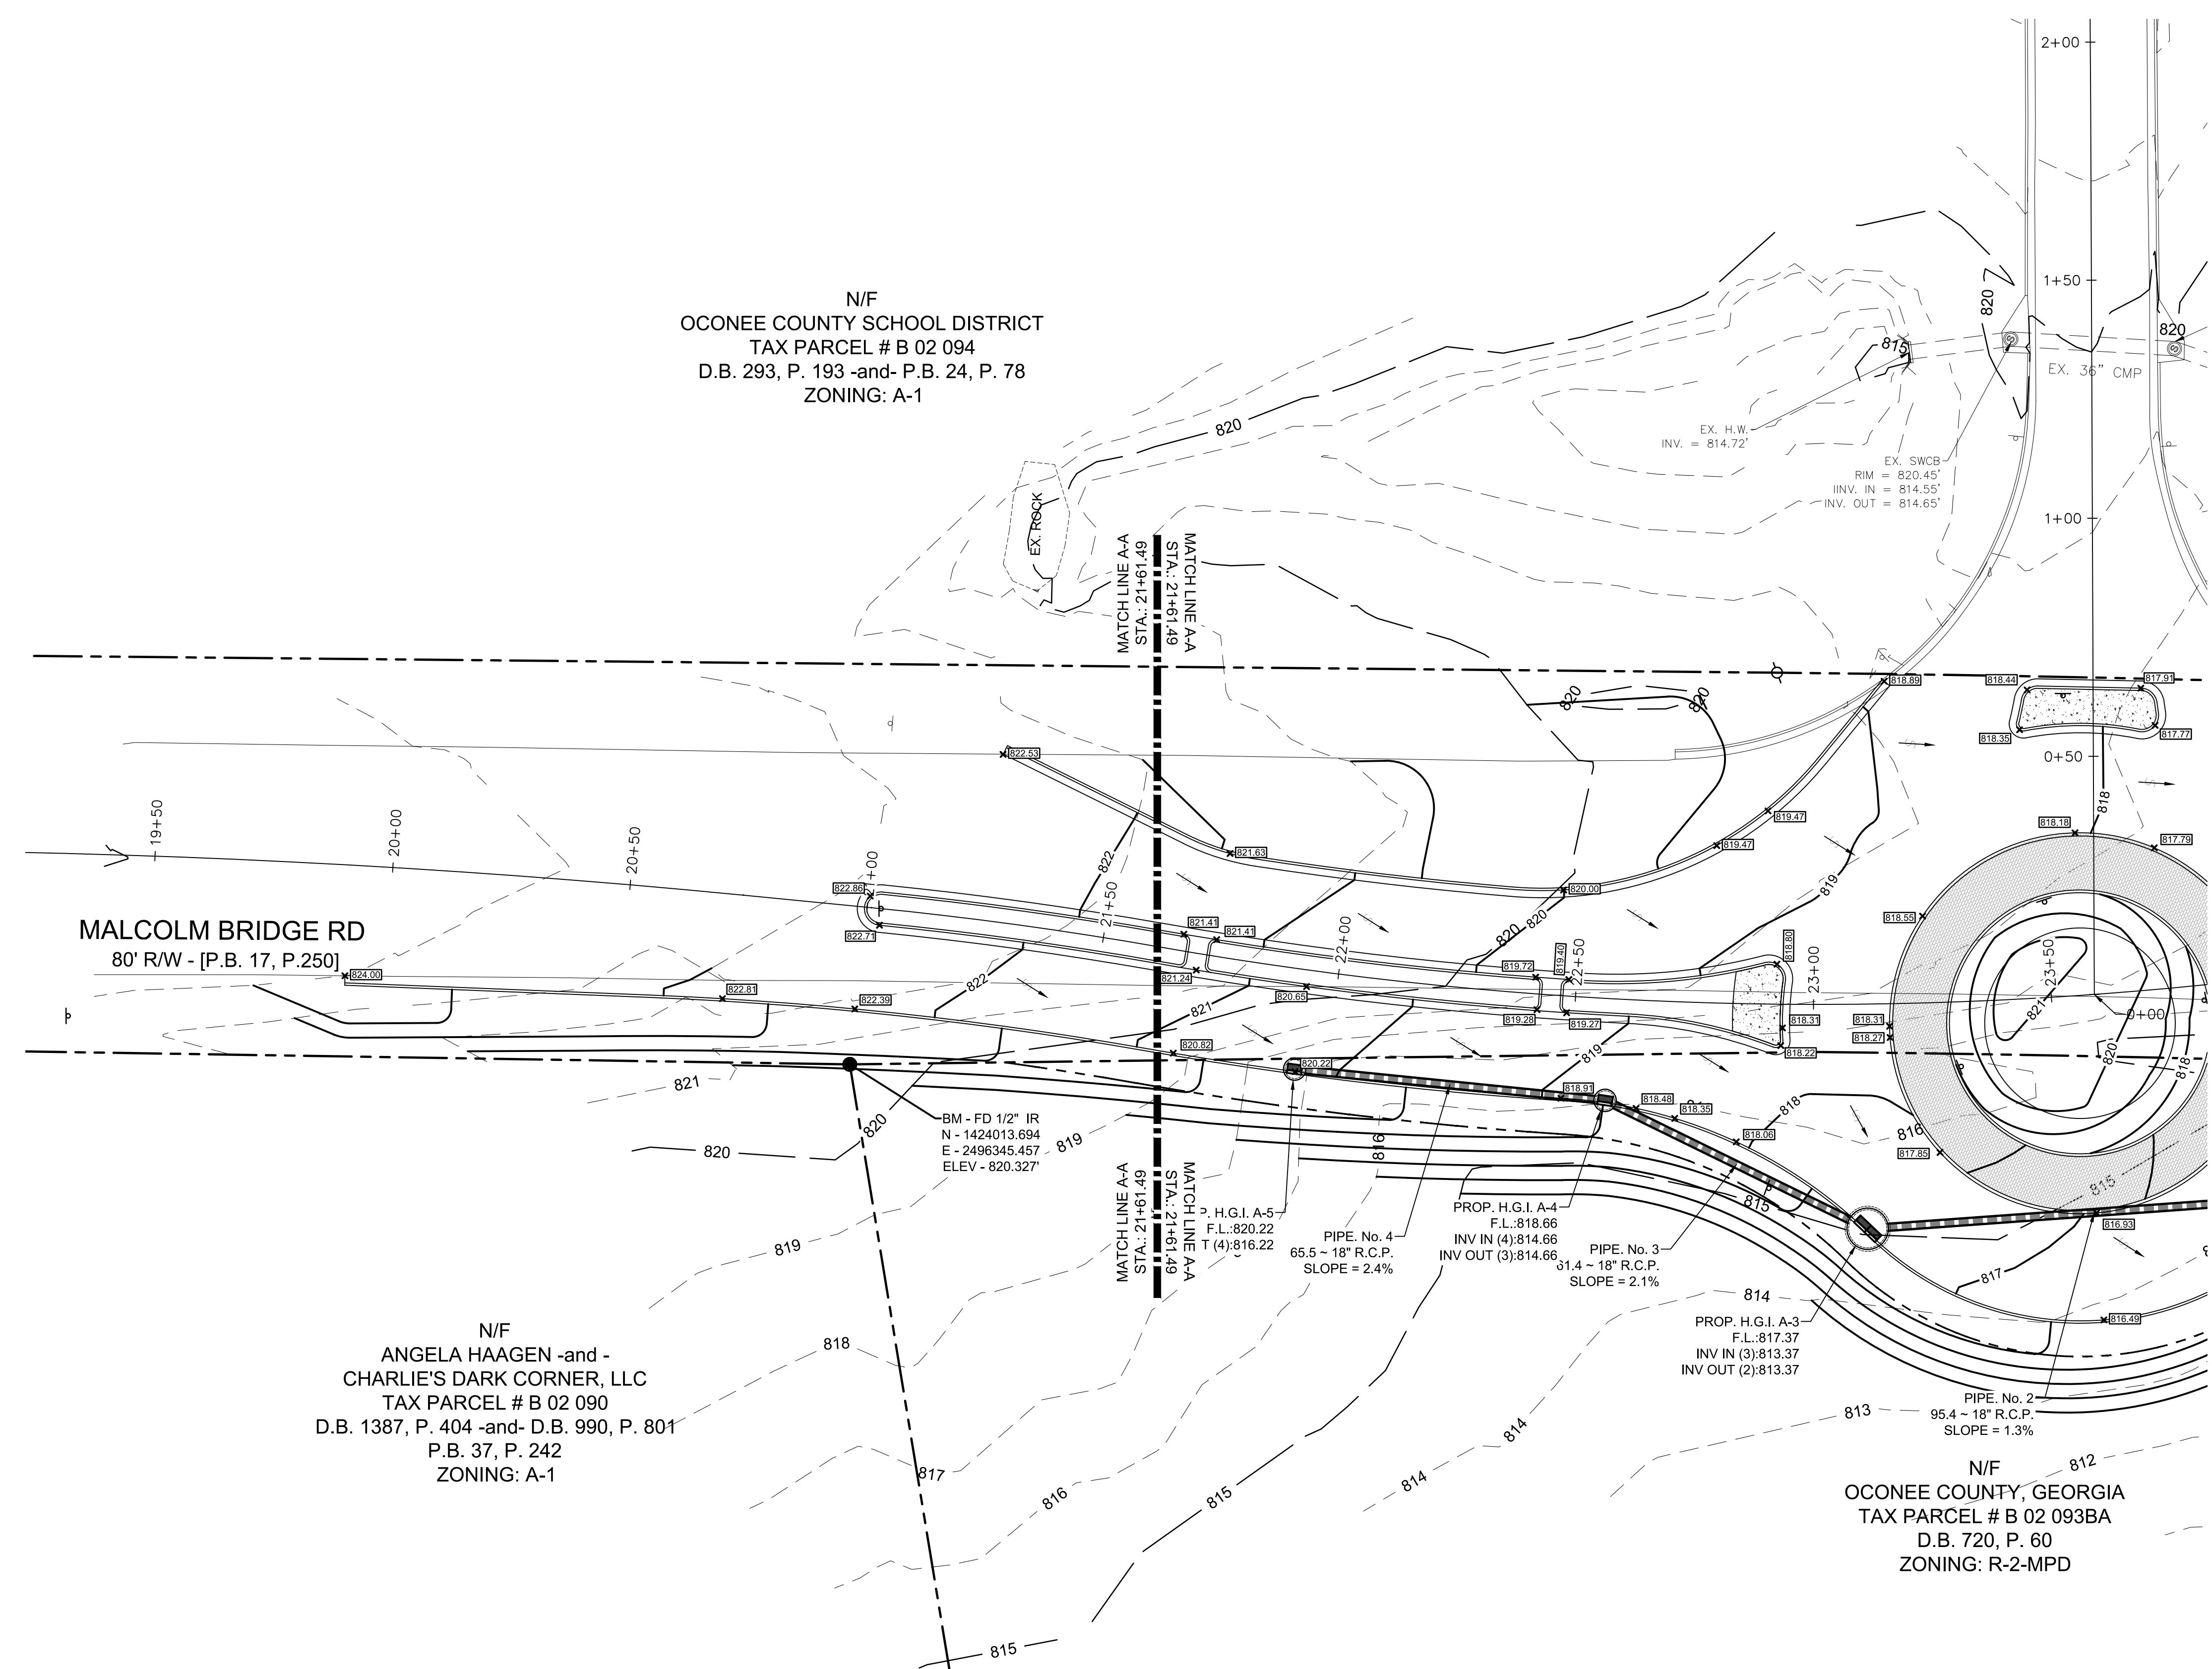 2+00
1+50
820
820
815
EX. 36" CMP
N/F
OCONEE COUNTY SCHOOL DISTRICT
TAX PARCEL # B 02 094
D.B. 293, P. 193 -and- P.B. 24, P. 78
ZONING: A-1
820
EX. H.W.
INV. = 814.72'
EX. SWCB
RIM = 820.45'
IINV. IN = 814.55'
INV. OUT = 814.65'
1+00
EX. ROCK
MATCH LINE A-A
STA.: 21+61.49
STA.: 21+61.49
MATCH LINE A-A
820
820
818.89
818.44
817.91
818.35
817.77
822.53
0+50
818
19+50
20+00
20+50
+00
21+50
22+00
22+50
23+00
23+50
0+00
819.47
819.47
818.18
817.79
821.63
822
822.86
820.00
819
820
820
818.55
822.71
821.41
821.41
MALCOLM BRIDGE RD
80' R/W - [P.B. 17, P.250]
824.00
822.81
822.39
822
821.24
821
820.65
819.72
819.40
818.80
819.28
819.27
818.31
818.22
818.31
818.27
821
820
818
820.82
820.22
819
818.91
818.48
818.35
818.06
818
816
817.85
821
820
820
819
816
815
815
BM - FD 1/2" IR
N - 1424013.694
E - 2496345.457
ELEV - 820.327'
MATCH LINE A-A
STA.: 21+61.49
STA.: 21+61.49
MATCH LINE A-A
P. H.G.I. A-5
F.L.:820.22
T (4):816.22
PIPE. No. 4
65.5 ~ 18" R.C.P.
SLOPE = 2.4%
PROP. H.G.I. A-4
F.L.:818.66
INV IN (4):814.66
INV OUT (3):814.66
PIPE. No. 3
61.4 ~ 18" R.C.P.
SLOPE = 2.1%
816.93
817
816.49
819
818
814
PROP. H.G.I. A-3
F.L.:817.37
INV IN (3):813.37
INV OUT (2):813.37
PIPE. No. 2
95.4 ~ 18" R.C.P.
SLOPE = 1.3%
N/F
ANGELA HAAGEN -and -
CHARLIE'S DARK CORNER, LLC
TAX PARCEL # B 02 090
D.B. 1387, P. 404 -and- D.B. 990, P. 801
P.B. 37, P. 242
ZONING: A-1
813
814
814
812
817
816
815
815
N/F
OCONEE COUNTY, GEORGIA
TAX PARCEL # B 02 093BA
D.B. 720, P. 60
ZONING: R-2-MPD